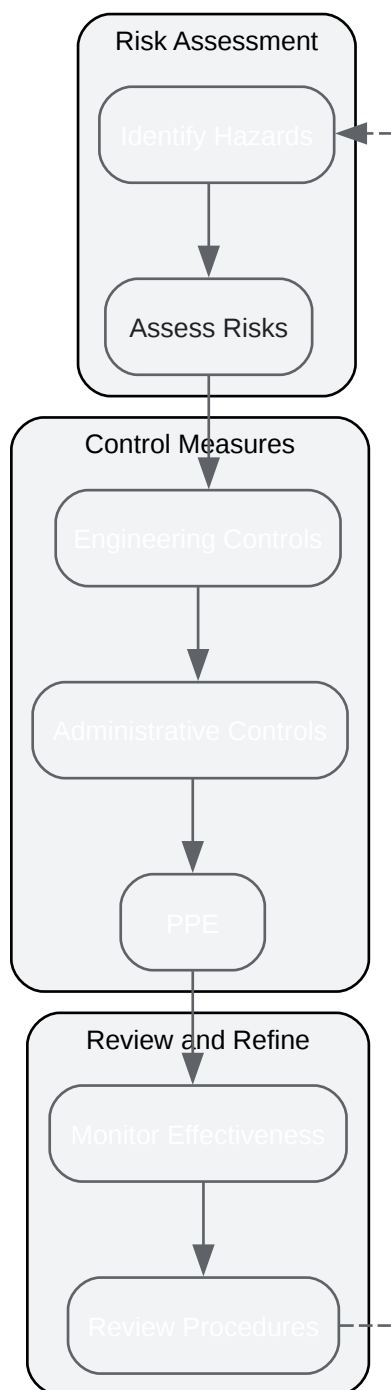 Risk Assessment
Identify Hazards
Assess Risks
Control Measures
Engineering Controls
Administrative Controls
PPE
Review and Refine
Monitor Effectiveness
Review Procedures